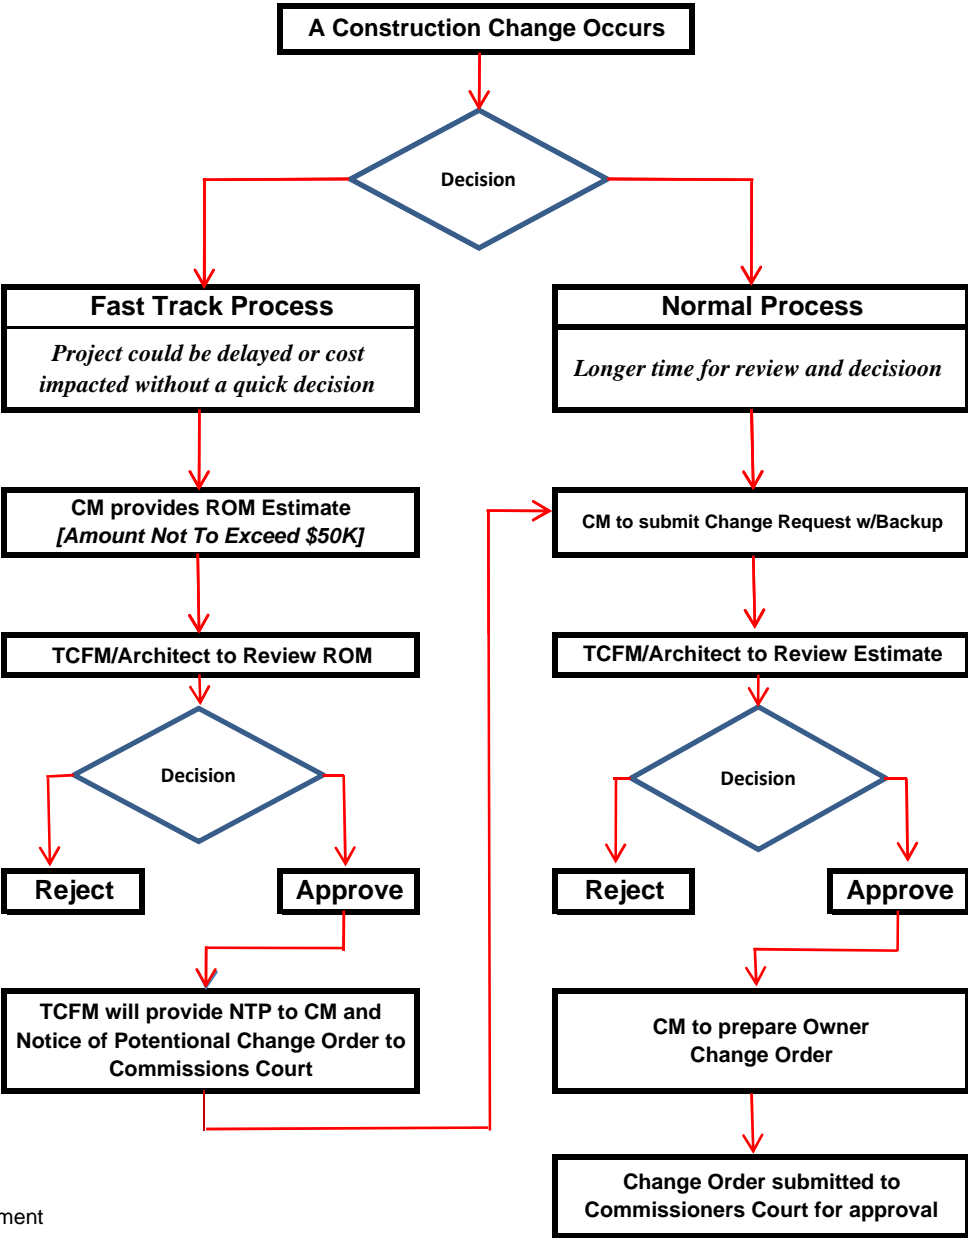 A Construction Change Occurs
Decision
Fast Track Process
Project could be delayed or cost
impacted without a quick decision
Normal Process
Longer time for review and decisioon
CM provides ROM Estimate
[Amount Not To Exceed $50K]
CM to submit Change Request w/Backup
TCFM/Architect to Review ROM
TCFM/Architect to Review Estimate
Decision
Decision
Reject
Approve
Reject
Approve
TCFM will provide NTP to CM and
Notice of Potentional Change Order to
Commissions Court
CM to prepare Owner
Change Order
Change Order submitted to
Commissioners Court for approval
ment